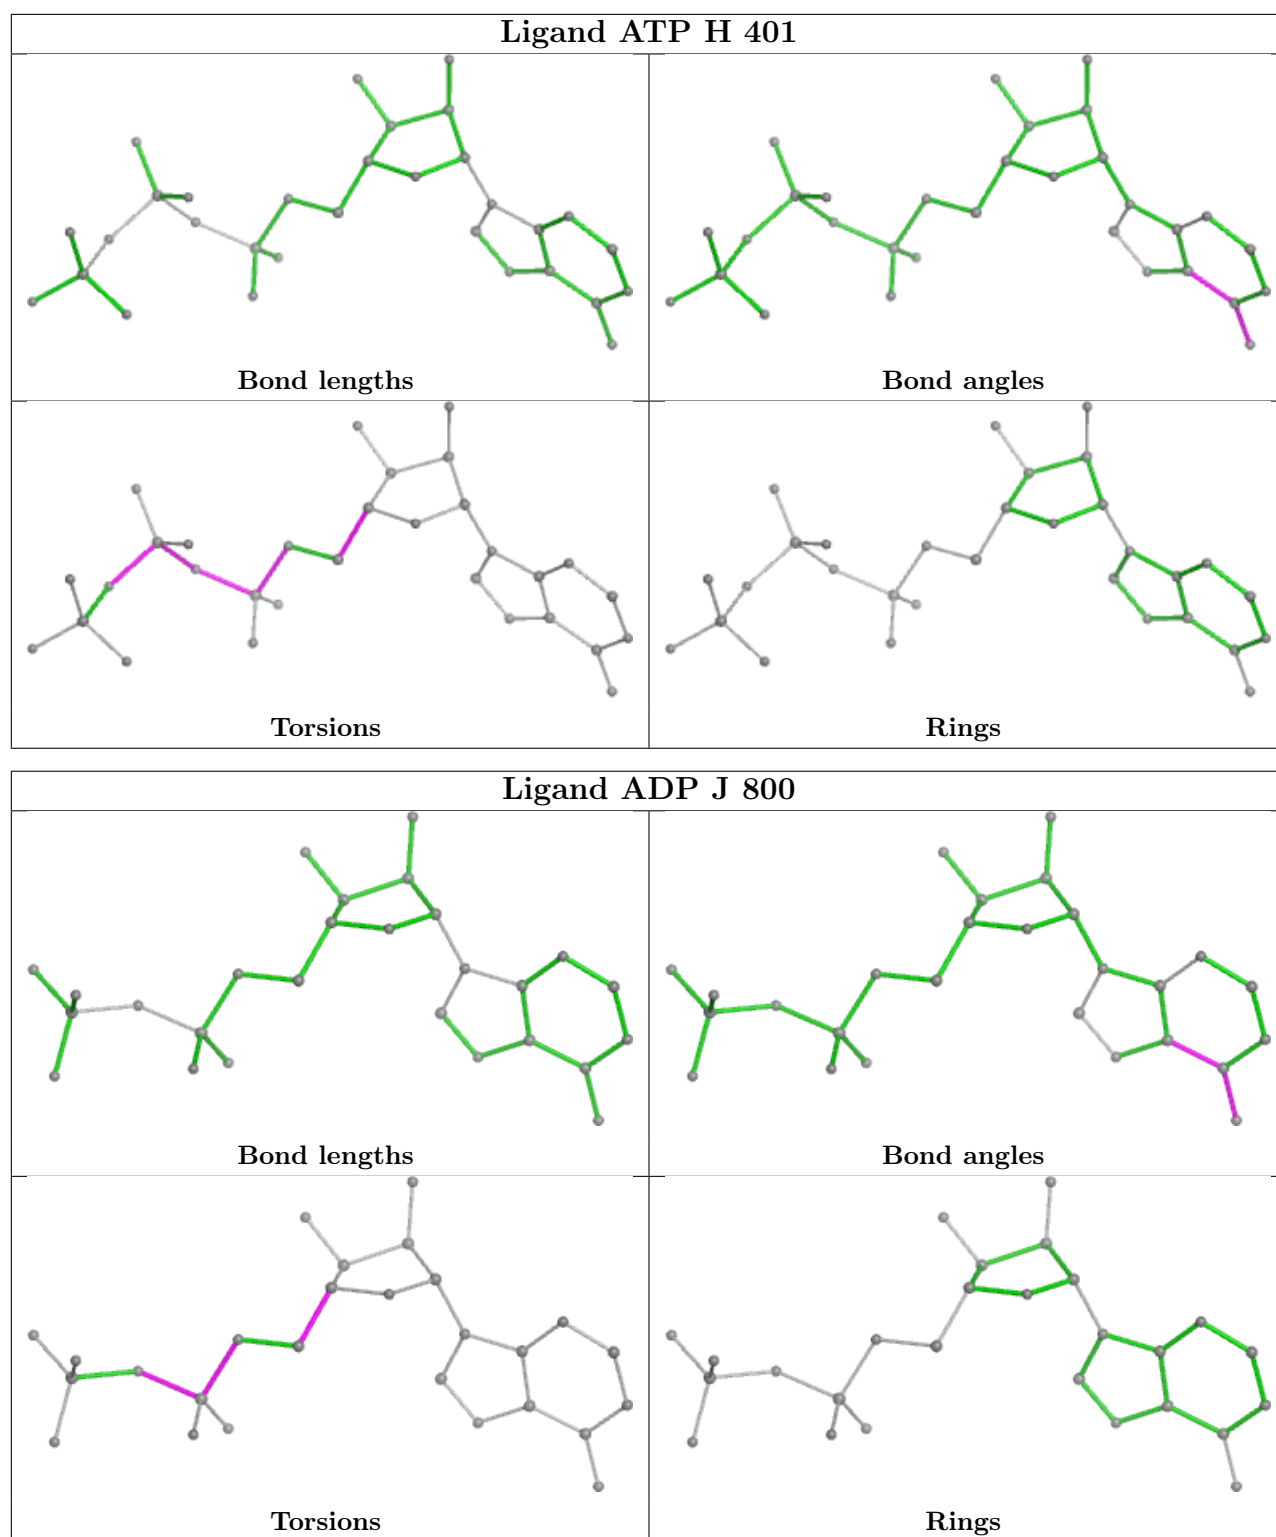 Ligand ATP H 401
Bond lengths
Bond angles
Torsions
Rings
Ligand ADP J 800
Bond lengths
Bond angles
Torsions
Rings